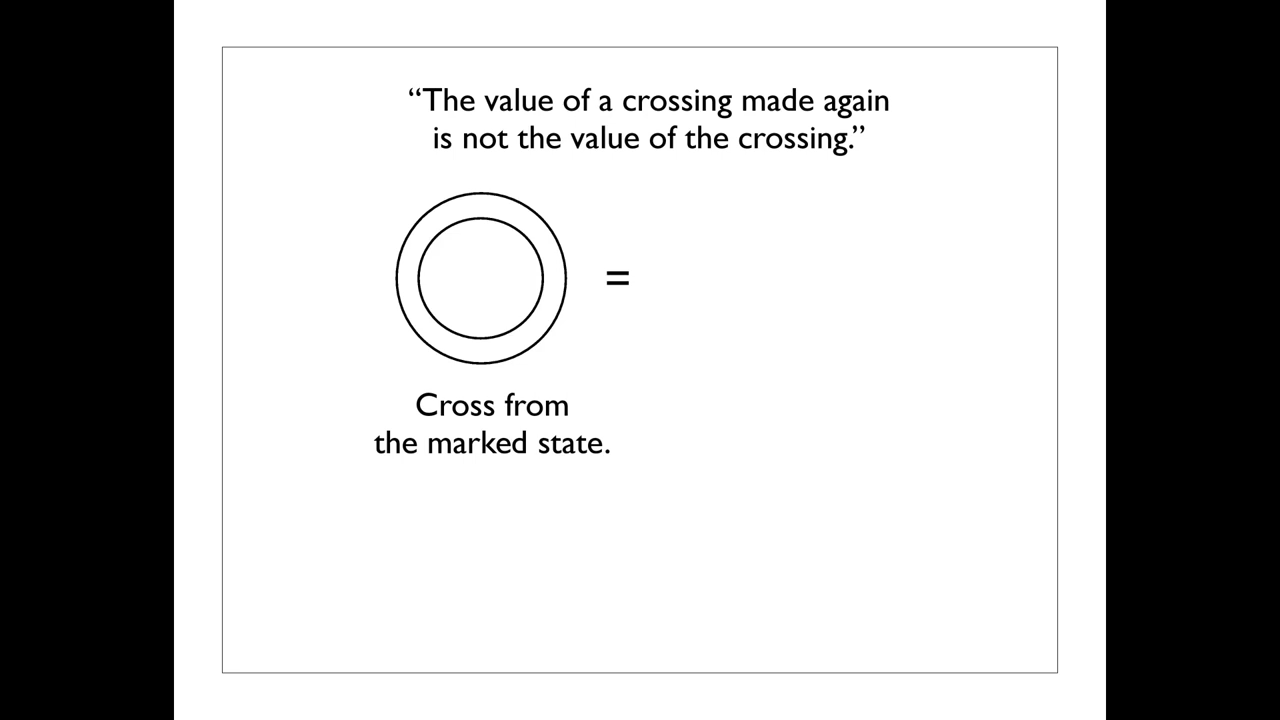 “The value of a crossing made again
is not the value of the crossing.”
=
Cross from
the marked state.